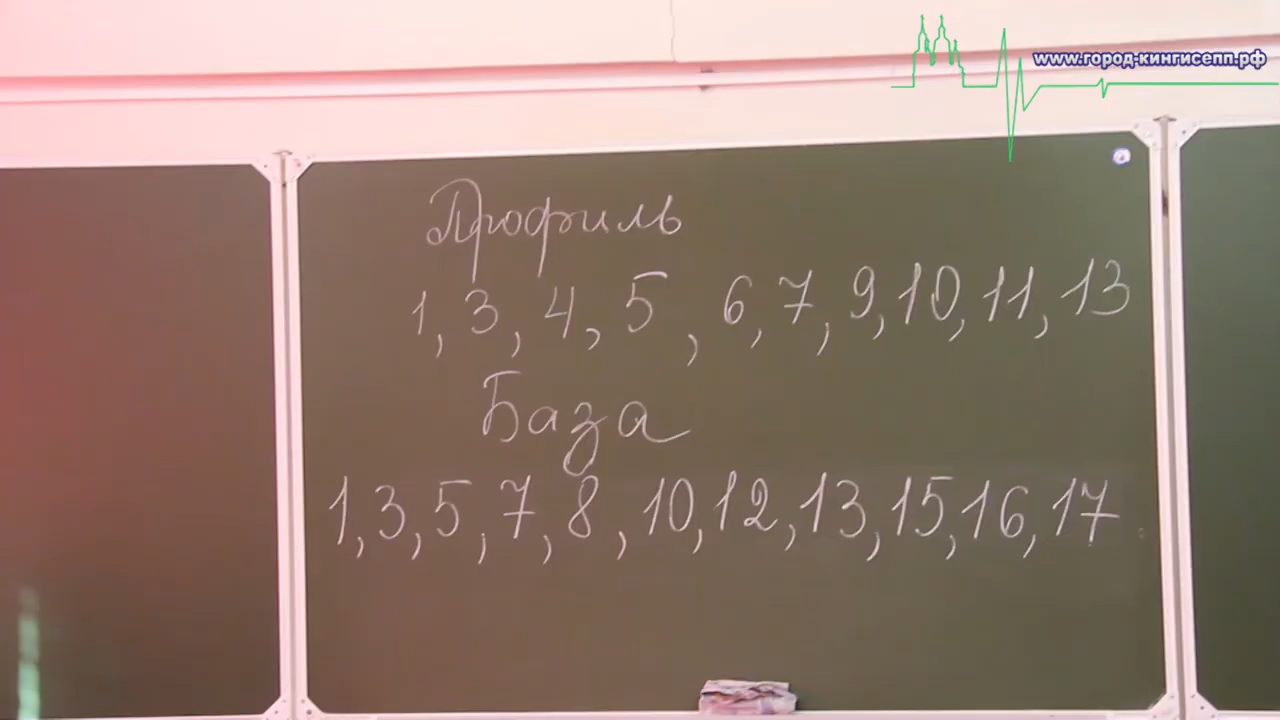 www.город-кингисепп.рф
Профиль
1, 3, 4, 5, 6, 7, 9, 10, 11, 13
База
1, 3, 5, 7, 8, 10, 12, 13, 15, 16, 17